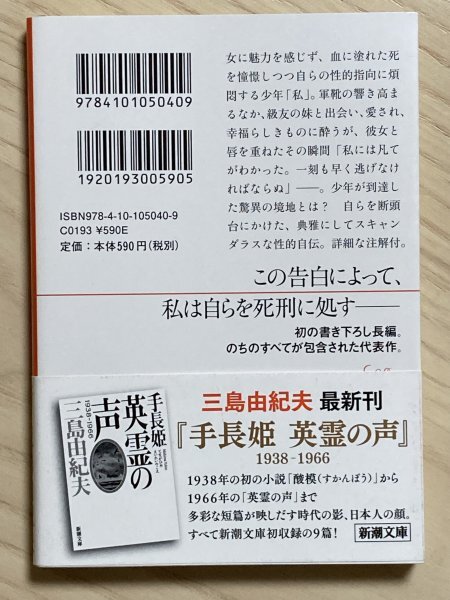 9784101050409
1920193005905
ISBN978-4-10-105040-9
C0193 ¥590E
定価：本体590円（税別）
女に魅力を感じず、血に塗れた死
を憧憬しつつ自らの性的指向に煩
悶する少年「私」。軍靴の響き高ま
るなか、級友の妹と出会い、愛され、
幸福らしきものに酔うが、彼女と
唇を重ねたその瞬間「私には凡て
がわかった。一刻も早く逃げなけ
ればならぬ」――。少年が到達し
た驚異の境地とは？　自らを断頭
台にかけた、典雅にしてスキャン
ダラスな性的自伝。詳細な注解付。
この告白によって、
私は自らを死刑に処す――
初の書き下ろし長編。
のちのすべてが包含された代表作。
手長姫
英霊の
声
1938-1966
三島由紀夫
新潮文庫
三島由紀夫 最新刊
『手長姫 英霊の声』
1938-1966
1938年の初の小説「酸模（すかんぽう）」から
1966年の「英霊の声」まで
多彩な短篇が映しだす時代の影、日本人の顔。
すべて新潮文庫初収録の9篇！
新潮文庫